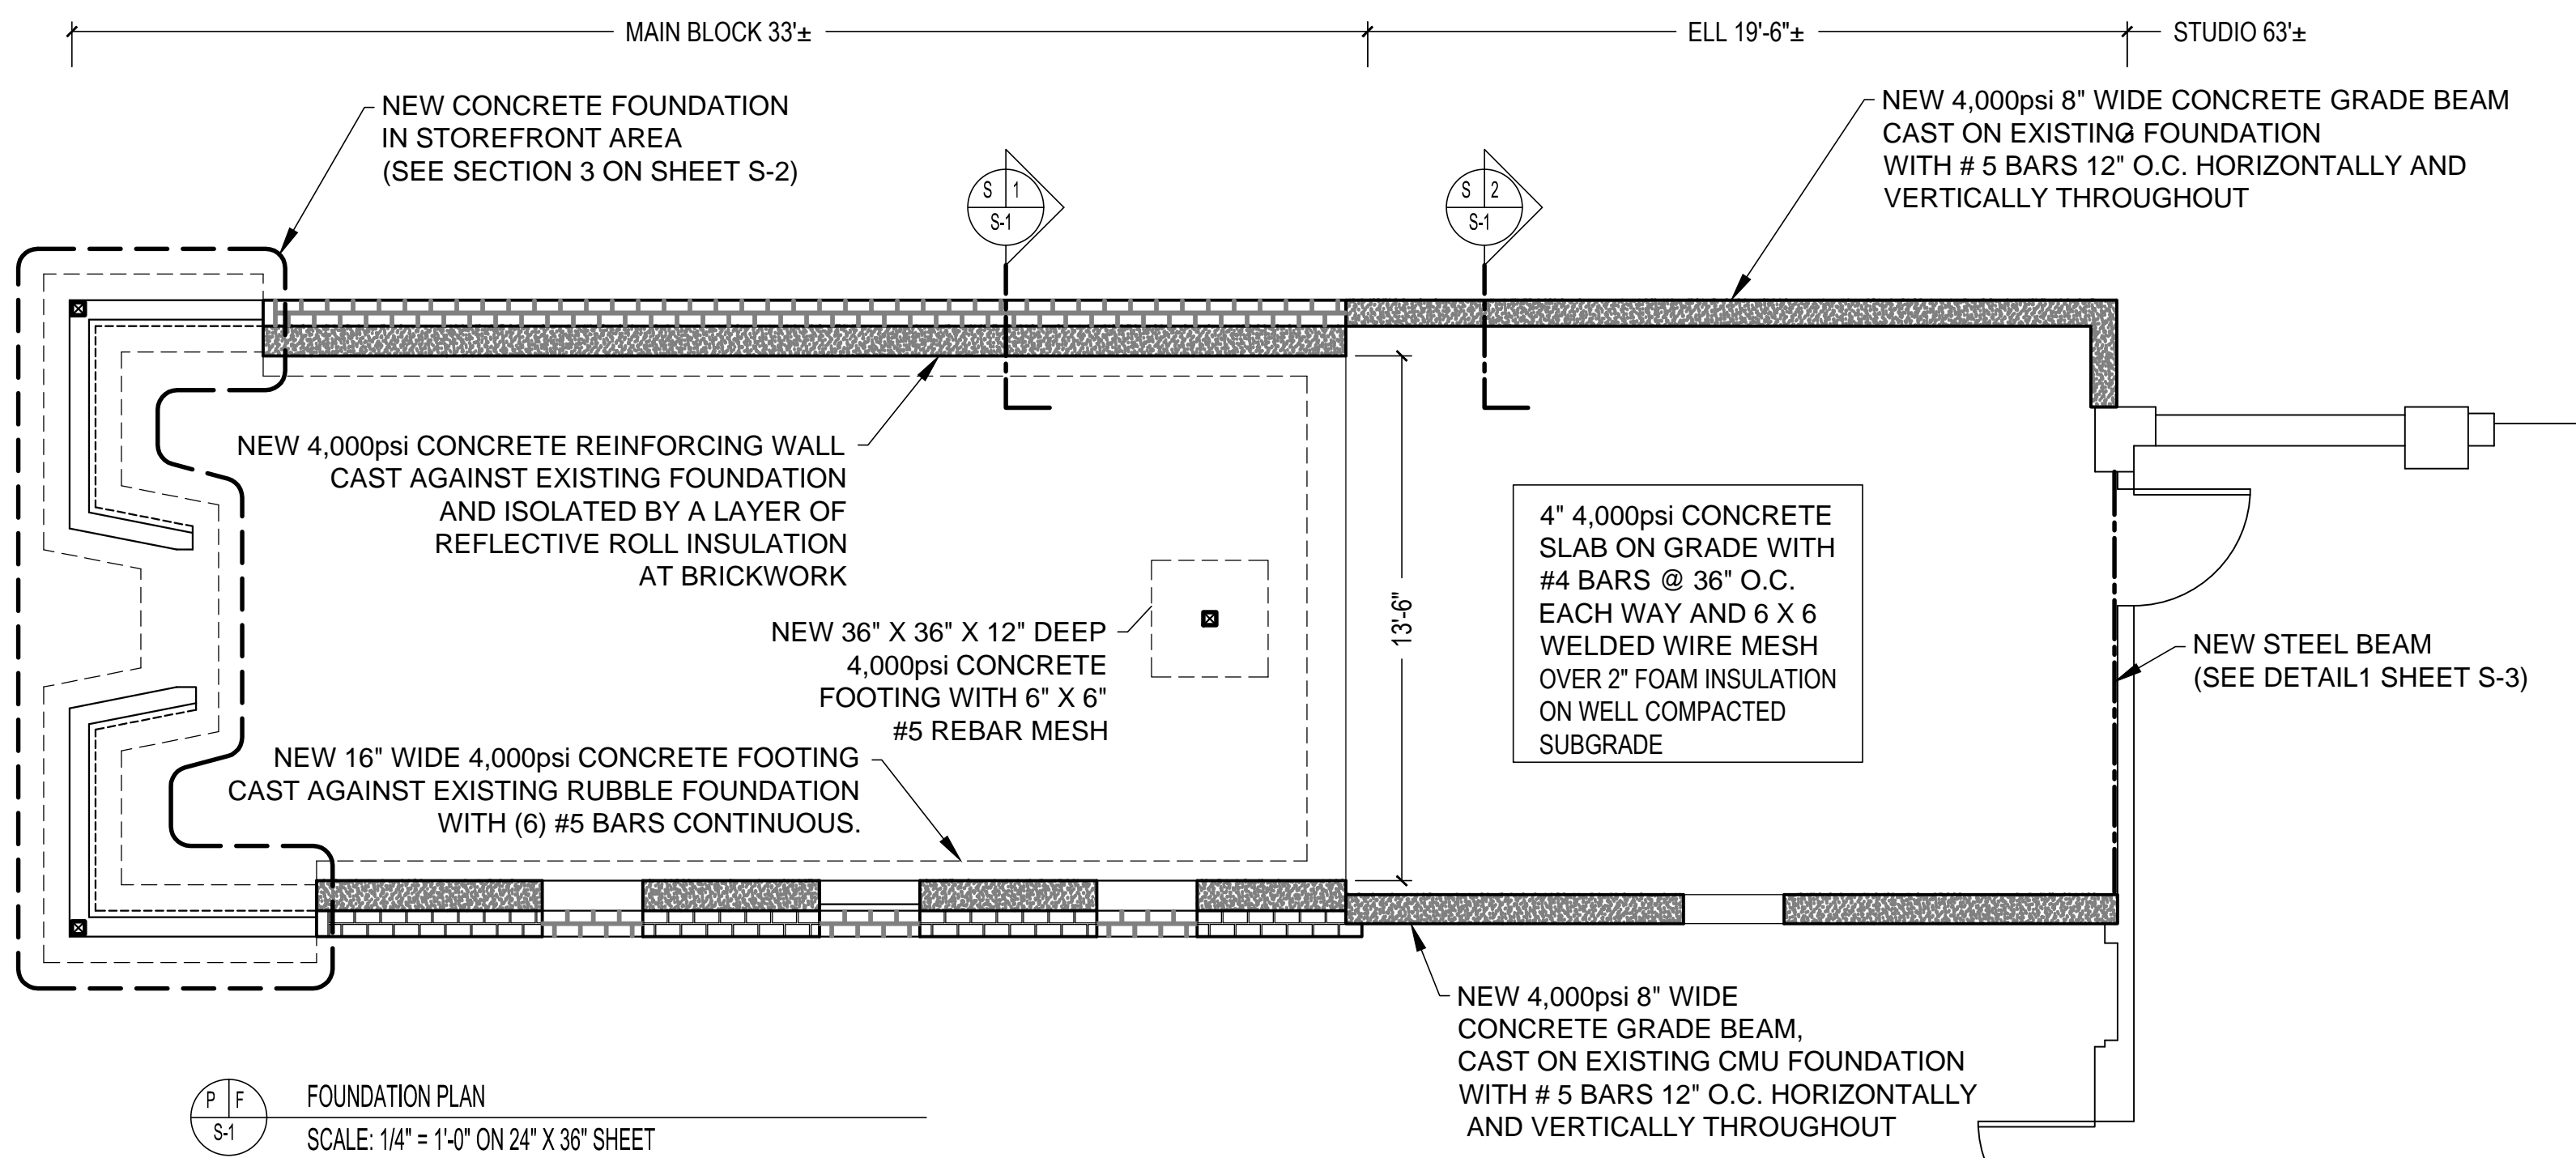 MAIN BLOCK 33'±
ELL 19'-6"±
STUDIO 63'±
NEW CONCRETE FOUNDATION
IN STOREFRONT AREA
(SEE SECTION 3 ON SHEET S-2)
NEW 4,000psi 8" WIDE CONCRETE GRADE BEAM
CAST ON EXISTING FOUNDATION
WITH # 5 BARS 12" O.C. HORIZONTALLY AND
VERTICALLY THROUGHOUT
S 1
S-1
S 2
S-1
NEW 4,000psi CONCRETE REINFORCING WALL
CAST AGAINST EXISTING FOUNDATION
AND ISOLATED BY A LAYER OF
REFLECTIVE ROLL INSULATION
AT BRICKWORK
13'-6"
4" 4,000psi CONCRETE
SLAB ON GRADE WITH
#4 BARS @ 36" O.C.
EACH WAY AND 6 X 6
WELDED WIRE MESH
OVER 2" FOAM INSULATION
ON WELL COMPACTED
SUBGRADE
NEW 36" X 36" X 12" DEEP
4,000psi CONCRETE
FOOTING WITH 6" X 6"
#5 REBAR MESH
NEW STEEL BEAM
(SEE DETAIL1 SHEET S-3)
NEW 16" WIDE 4,000psi CONCRETE FOOTING
CAST AGAINST EXISTING RUBBLE FOUNDATION
WITH (6) #5 BARS CONTINUOUS.
NEW 4,000psi 8" WIDE
CONCRETE GRADE BEAM,
CAST ON EXISTING CMU FOUNDATION
WITH # 5 BARS 12" O.C. HORIZONTALLY
AND VERTICALLY THROUGHOUT
P F
S-1
FOUNDATION PLAN
SCALE: 1/4" = 1'-0" ON 24" X 36" SHEET